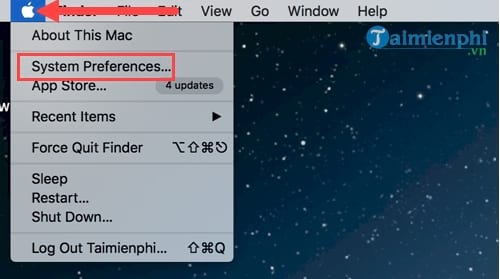 Finder File Edit View Go Window Help
About This Mac
System Preferences...
App Store... 4 updates
Recent Items
Force Quit Finder ⌥⇧⌘⎋
Sleep
Restart...
Shut Down...
Log Out Taimienphi... ⇧⌘Q
Taimienphi
.vn